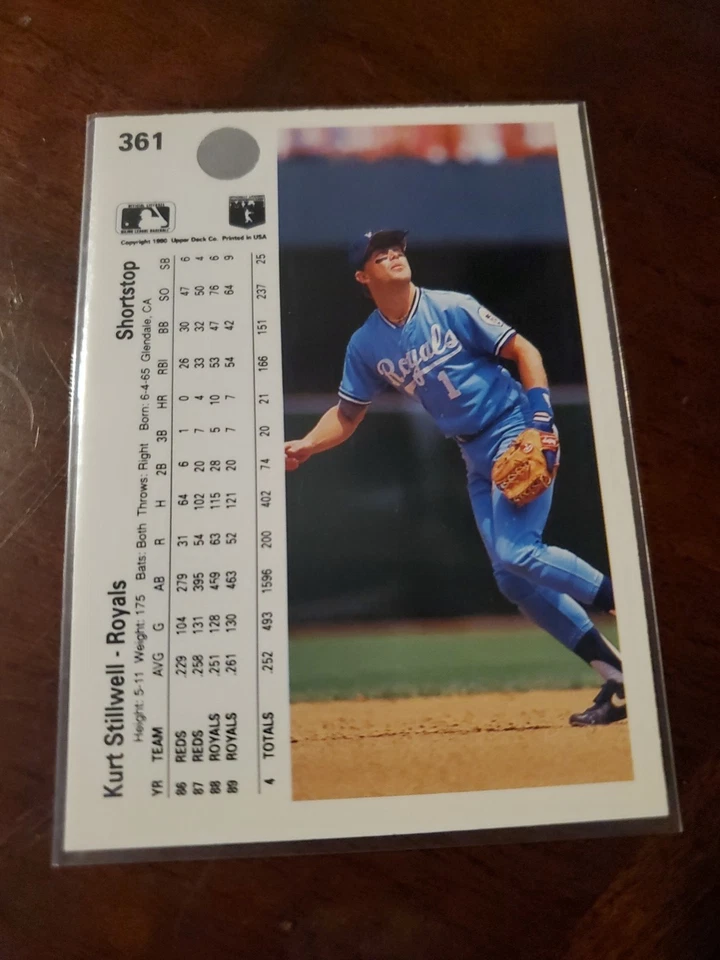 361
Copyright 1990 Upper Deck Co. Printed in USA
Kurt Stillwell - Royals Shortstop
Height: 5-11 Weight: 175 Bats: Both Throws: Right Born: 6-4-65 Glendale, CA
YR TEAM AVG G AB R H 2B 3B HR RBI BB SO SB
86 REDS .229 104 279 31 64 6 1 0 26 30 47 6
87 REDS .258 131 395 54 102 20 7 4 33 32 50 4
88 ROYALS .251 128 459 63 115 28 5 10 53 47 76 6
89 ROYALS .261 130 463 52 121 20 7 7 54 42 64 9
4 TOTALS .252 493 1596 200 402 74 20 21 166 151 237 25
Royals
1